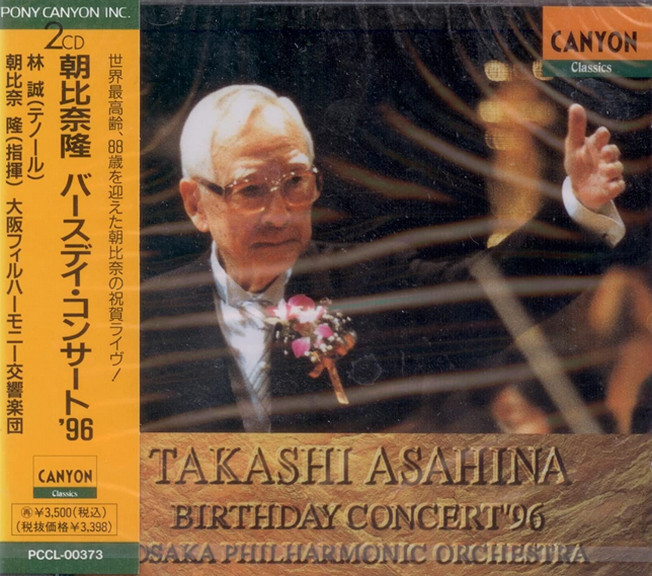 PONY CANYON INC.
2CD
朝比奈隆 バースデイ・コンサート'96
世界最高齢、88歳を迎えた朝比奈の祝賀ライヴ!
林 誠(テノール)
朝比奈 隆(指揮) 大阪フィルハーモニー交響楽団
CANYON
Classics
再¥3,500(税込)
(税抜価格¥3,398)
PCCL-00373
CANYON
Classics
TAKASHI ASAHINA
BIRTHDAY CONCERT'96
OSAKA PHILHARMONIC ORCHESTRA